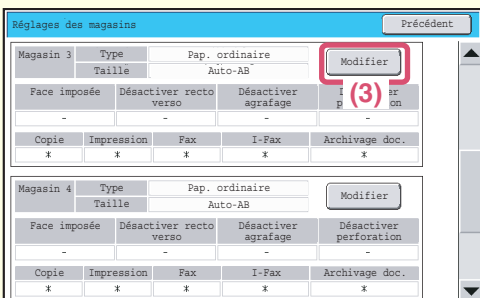 Réglages des magasins
Précédent
Magasin 3 Type Pap. ordinaire Modifier
Taille Auto-AB
(3)
Face imposée Désactiver recto verso Désactiver agrafage
- - - -
Copie Impression Fax I-Fax Archivage doc.
* * * * *
Magasin 4 Type Pap. ordinaire Modifier
Taille Auto-AB
Face imposée Désactiver recto verso Désactiver agrafage Désactiver perforation
- - - -
Copie Impression Fax I-Fax Archivage doc.
* * * * *